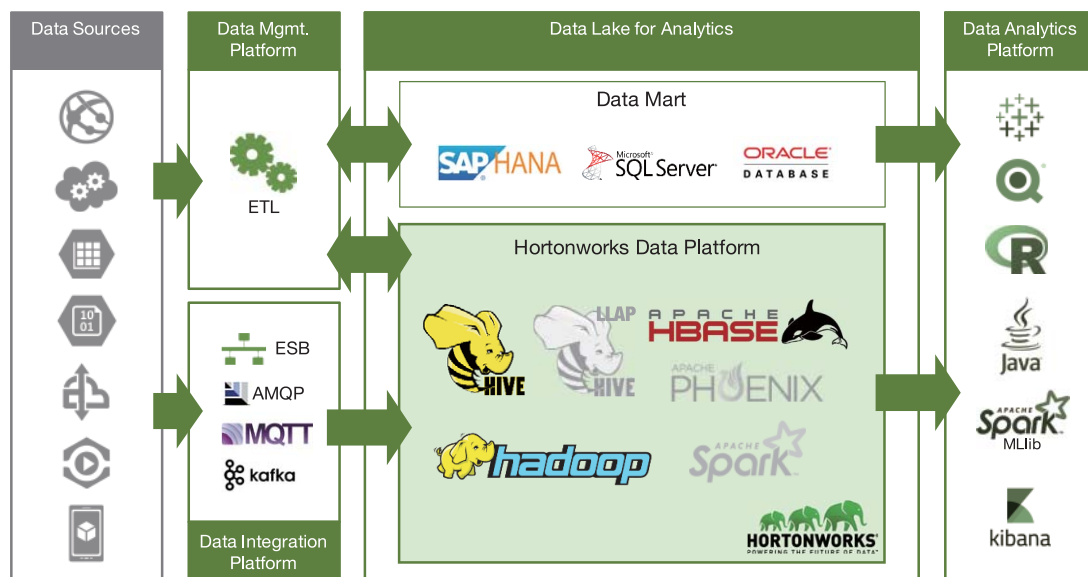 Data Sources
10
01
Data Mgmt.
Platform
ETL
ESB
AMQP
MQTT
kafka
Data Integration
Platform
Data Lake for Analytics
Data Mart
SAP HANA
Microsoft
SQL Server
ORACLE
DATABASE
Hortonworks Data Platform
HIVE
LLAP
HIVE
APACHE
HBASE
APACHE
PHOENIX
hadoop
APACHE
Spark
HORTONWORKS
POWERING THE FUTURE OF DATA
Data Analytics
Platform
R
Java
APACHE
Spark
MLlib
kibana